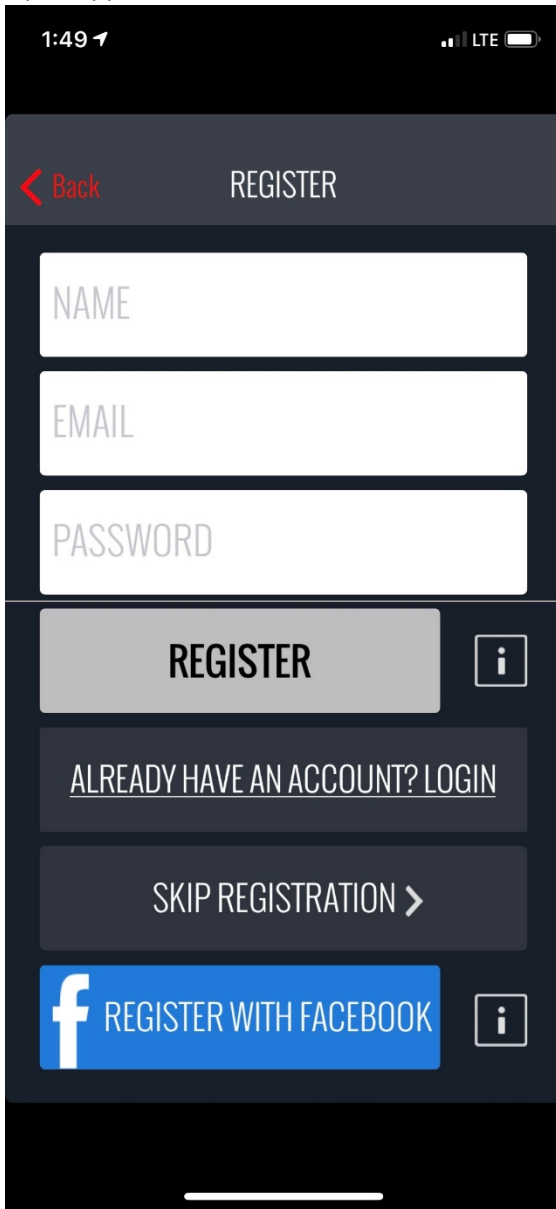 1:49
LTE
Back
REGISTER
NAME
EMAIL
PASSWORD
REGISTER
i
ALREADY HAVE AN ACCOUNT? LOGIN
SKIP REGISTRATION >
f REGISTER WITH FACEBOOK
i